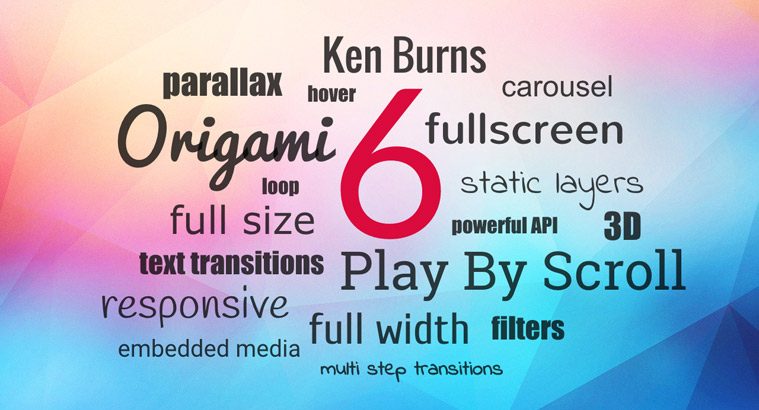 Ken Burns
parallax
hover
carousel
Origami
6
fullscreen
loop
static layers
full size
powerful API
3D
text transitions
Play By Scroll
responsive
full width
filters
embedded media
multi step transitions